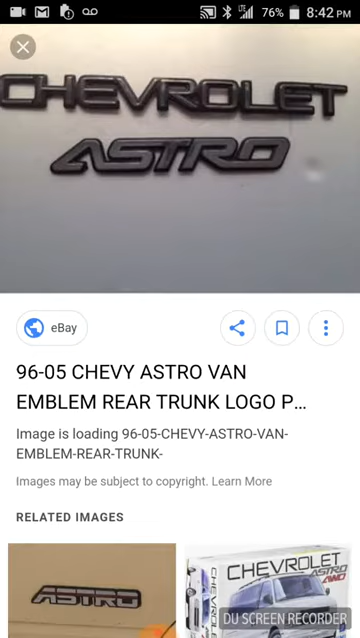 76% 8:42 PM
CHEVROLET
ASTRO
eBay
96-05 CHEVY ASTRO VAN
EMBLEM REAR TRUNK LOGO P...
Image is loading 96-05-CHEVY-ASTRO-VAN-
EMBLEM-REAR-TRUNK-
Images may be subject to copyright. Learn More
RELATED IMAGES
ASTRO
CHEVROLET
ASTRO
AWD
CHEVROLET
DU SCREEN RECORDER